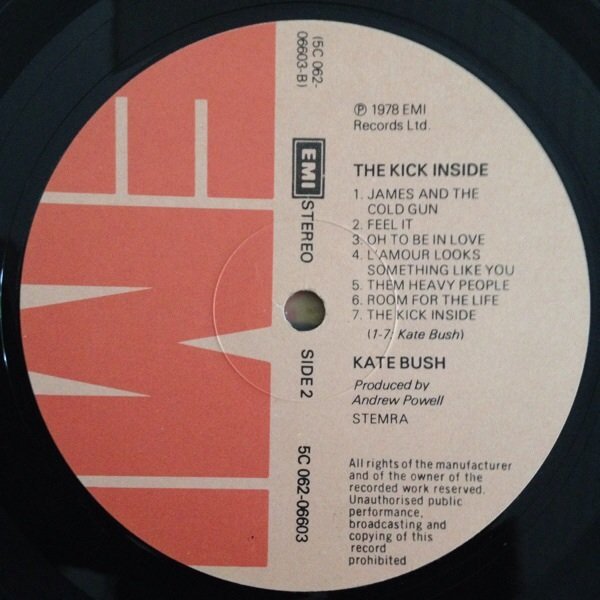 (5C 062-
06603-B)
EMI
EMI
STEREO
SIDE 2
5C 062-06603
℗ 1978 EMI
Records Ltd.
THE KICK INSIDE
1. JAMES AND THE
COLD GUN
2. FEEL IT
3. OH TO BE IN LOVE
4. L'AMOUR LOOKS
SOMETHING LIKE YOU
5. THEM HEAVY PEOPLE
6. ROOM FOR THE LIFE
7. THE KICK INSIDE
(1-7: Kate Bush)
KATE BUSH
Produced by
Andrew Powell
STEMRA
All rights of the manufacturer
and of the owner of the
recorded work reserved.
Unauthorised public
performance,
broadcasting and
copying of this
record
prohibited